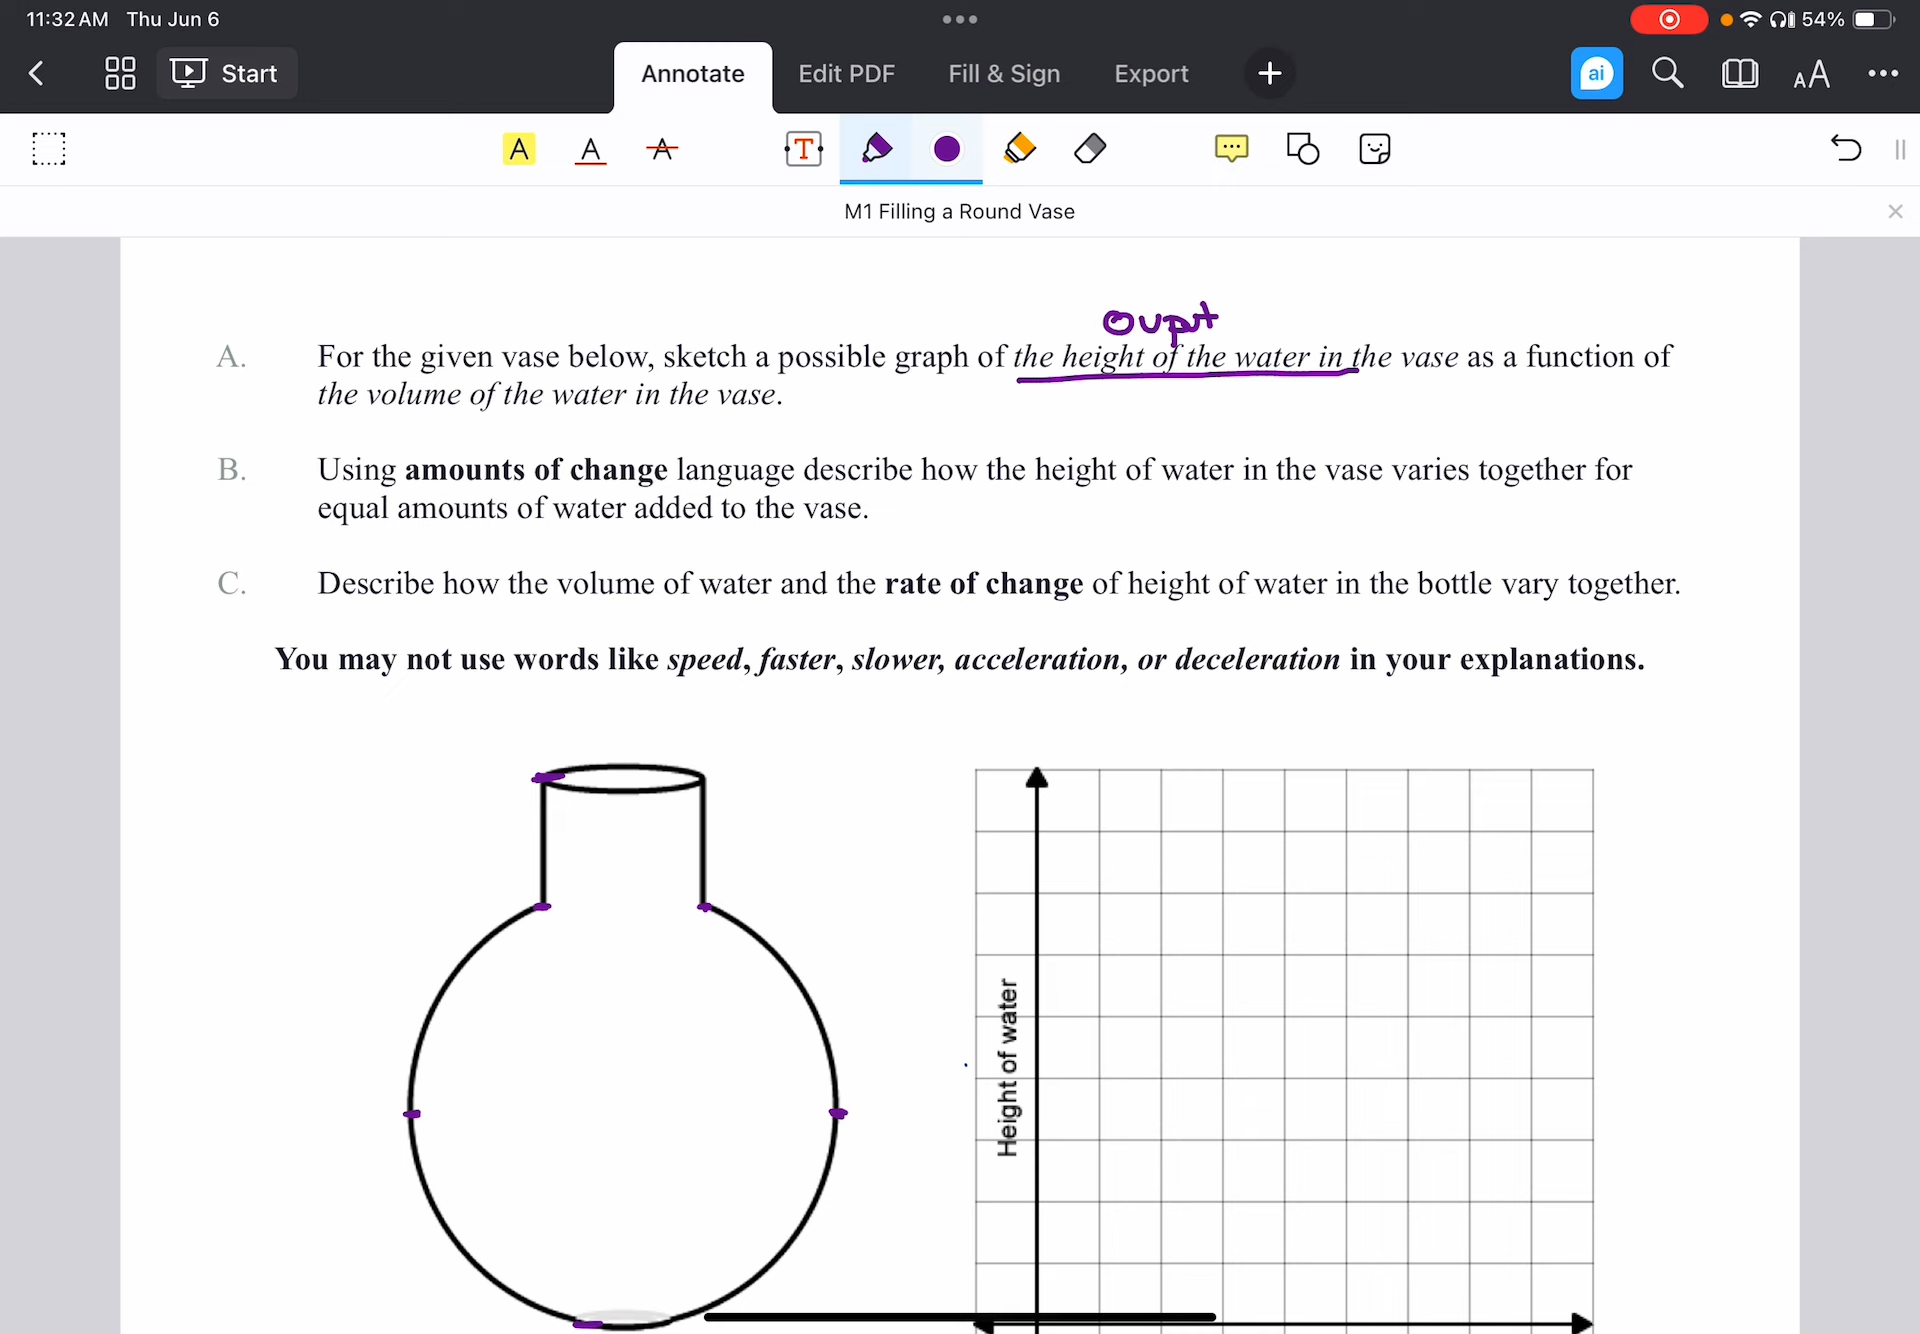 11:32 AM Thu Jun 6
54%
Start
Annotate
Edit PDF
Fill & Sign
Export
ai
AA
A A A T
M1 Filling a Round Vase
Ouput
A. For the given vase below, sketch a possible graph of the height of the water in the vase as a function of
the volume of the water in the vase.
B. Using amounts of change language describe how the height of water in the vase varies together for
equal amounts of water added to the vase.
C. Describe how the volume of water and the rate of change of height of water in the bottle vary together.
You may not use words like speed, faster, slower, acceleration, or deceleration in your explanations.
Height of water